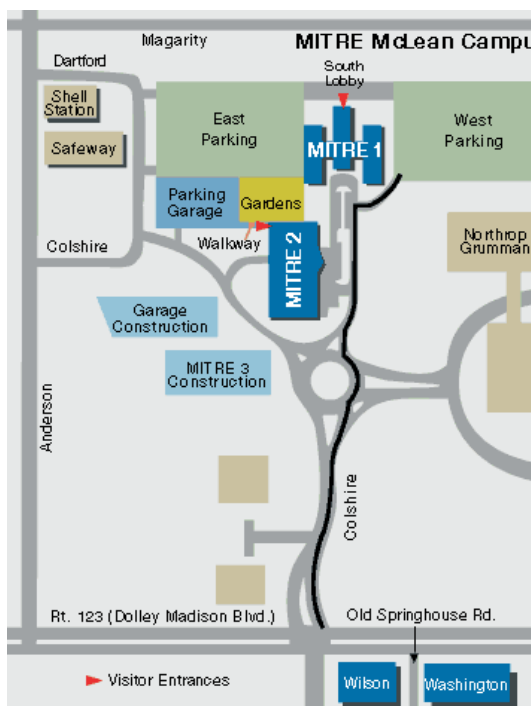 Magarity
MITRE McLean Campu
Dartford
South
Lobby
Shell
Station
Safeway
East
Parking
MITRE 1
West
Parking
Parking
Garage
Gardens
Colshire
Walkway
MITRE 2
Northrop
Grumman
Garage
Construction
MITRE 3
Construction
Anderson
Colshire
Rt. 123 (Dolley Madison Blvd.)
Old Springhouse Rd.
Visitor Entrances
Wilson
Washington